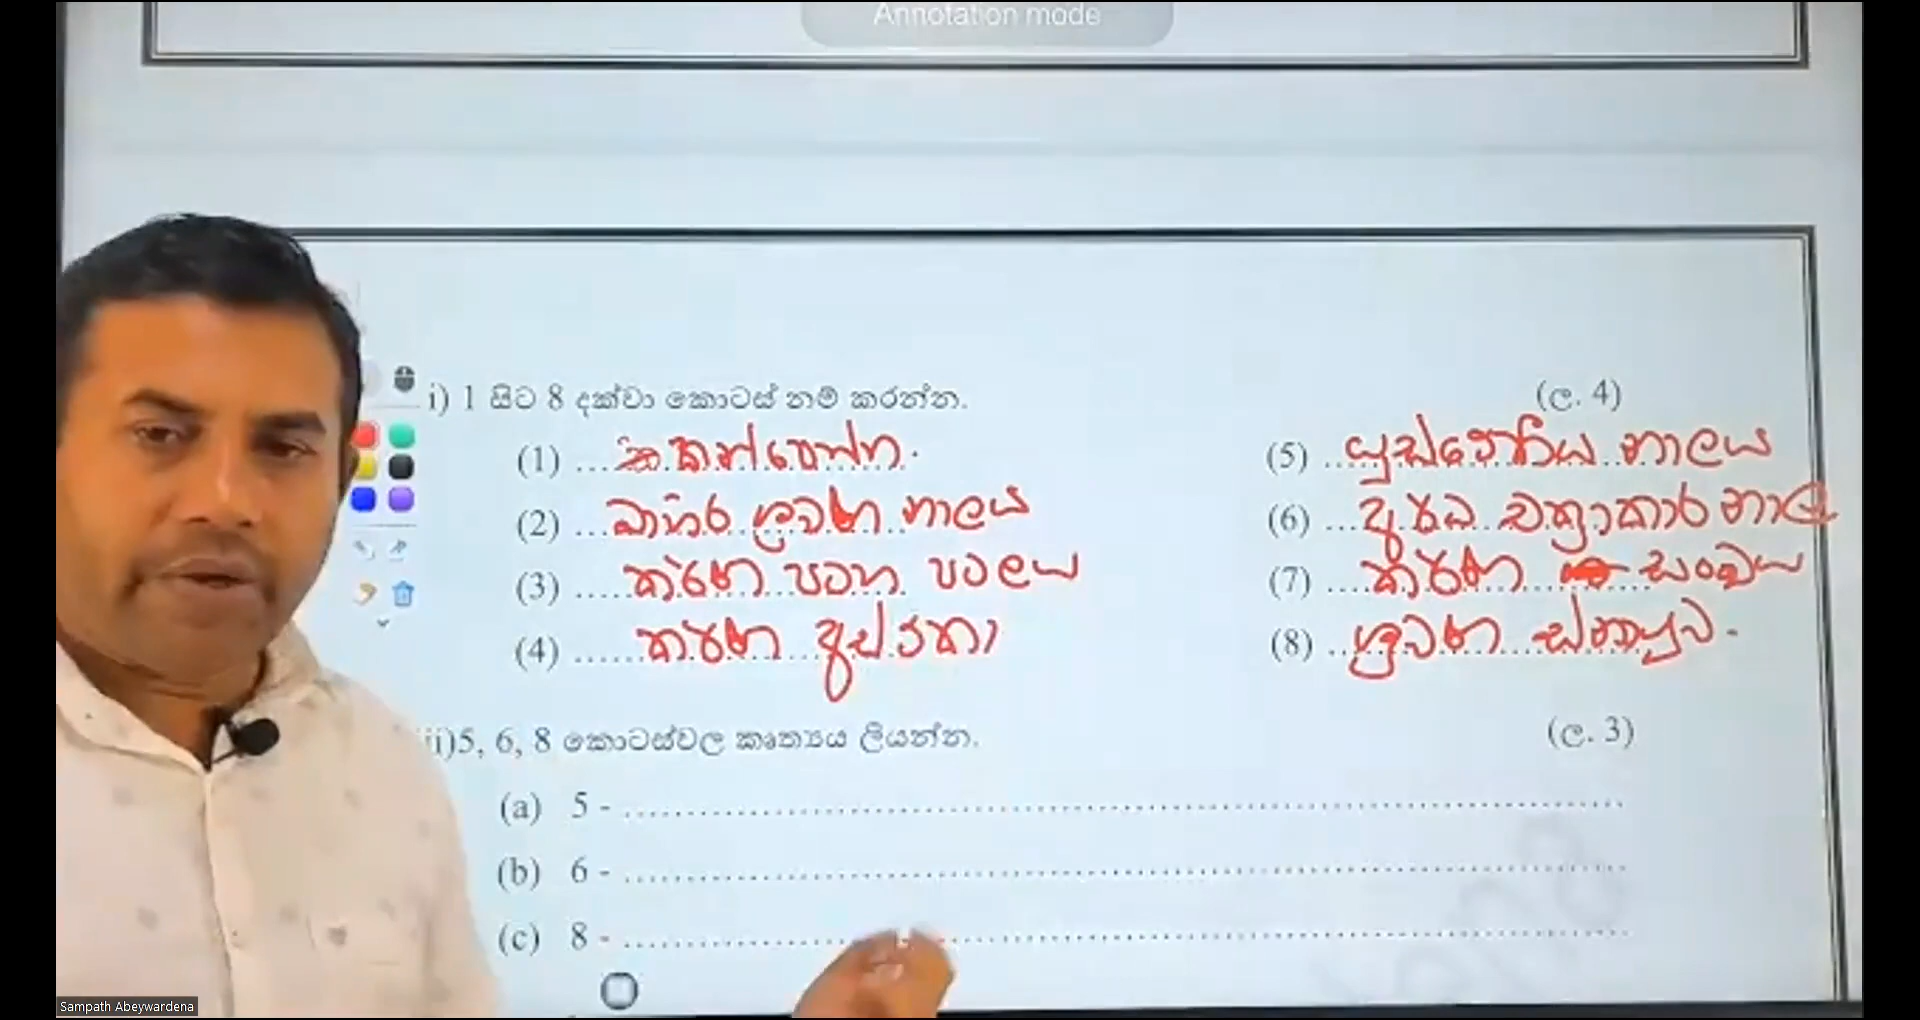 Annotation mode
i) 1 සිට 8 දක්වා කොටස් නම් කරන්න. (ල. 4)
(1) කන්පෙත්ත. (5) යුස්ටේකීය නාලය
(2) බාහිර ශ්‍රවණ නාලය (6) අර්ධ චක්‍රාකාර නාල
(3) කර්ණ පටහ පටලය (7) කර්ණ සංඛය
(4) කර්ණ අස්ථිකා (8) ශ්‍රවණ ස්නායුව.
ii) 5, 6, 8 කොටස්වල කෘත්‍යය ලියන්න. (ල. 3)
(a) 5 -
(b) 6 -
(c) 8 -
Sampath Abeywardena